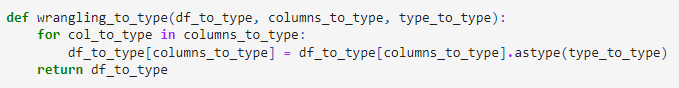 def wrangling_to_type(df_to_type, columns_to_type, type_to_type):
    for col_to_type in columns_to_type:
        df_to_type[columns_to_type] = df_to_type[columns_to_type].astype(type_to_type)
    return df_to_type